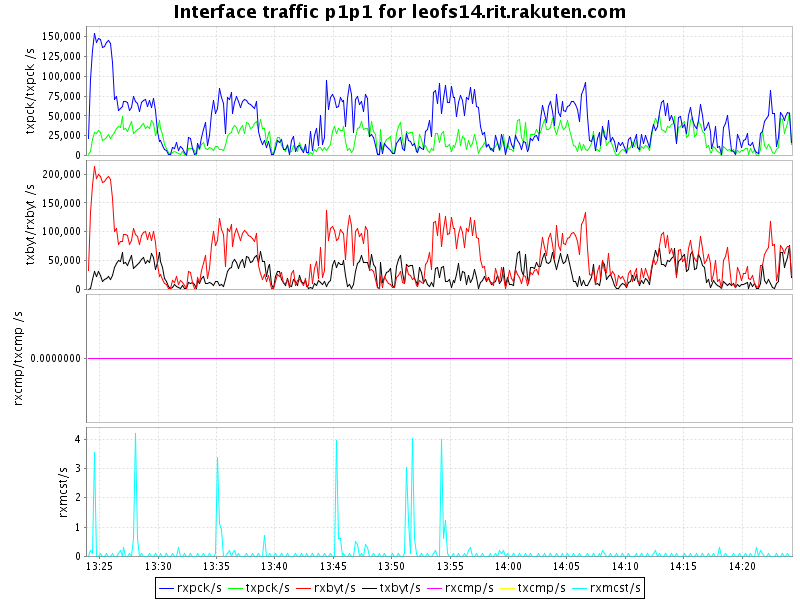 Interface traffic p1p1 for leofs14.rit.rakuten.com
txpck/txpck /s
150,000
125,000
100,000
75,000
50,000
25,000
0
txbyt/rxbyt /s
200,000
150,000
100,000
50,000
0
rxcmp/txcmp /s
0.0000000
rxmcst/s
4
3
2
1
0
13:25 13:30 13:34 13:40 13:45 13:50 13:55 14:00 14:05 14:10 14:15 14:20
rxpck/s txpck/s rxbyt/s txbyt/s rxcmp/s txcmp/s rxmcst/s